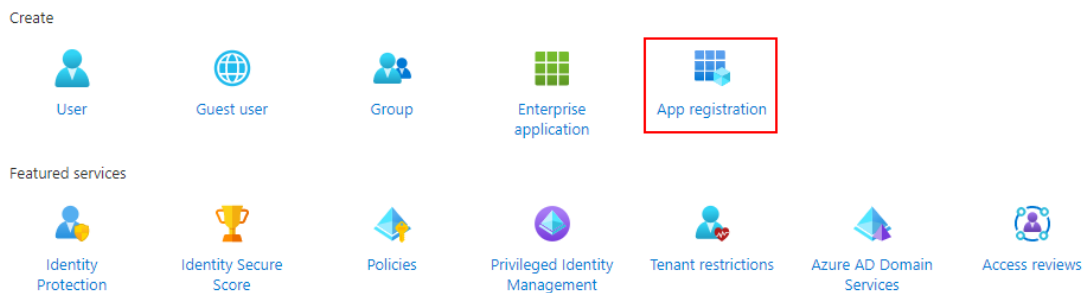 Create
User
Guest user
Group
Enterprise
application
App registration
Featured services
Identity
Protection
Identity Secure
Score
Policies
Privileged Identity
Management
Tenant restrictions
Azure AD Domain
Services
Access reviews